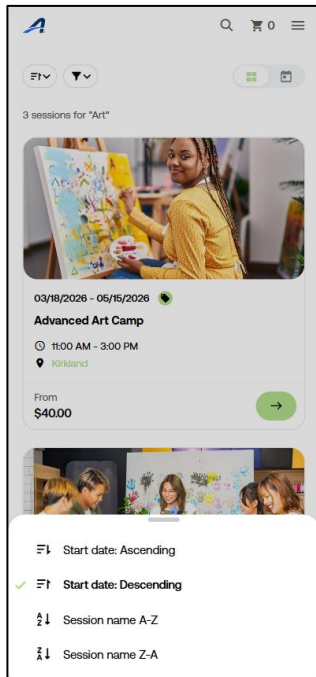 0
3 sessions for "Art"
03/18/2026 - 05/15/2026
Advanced Art Camp
11:00 AM - 3:00 PM
Kirkland
From
$40.00
Start date: Ascending
Start date: Descending
Session name A-Z
Session name Z-A